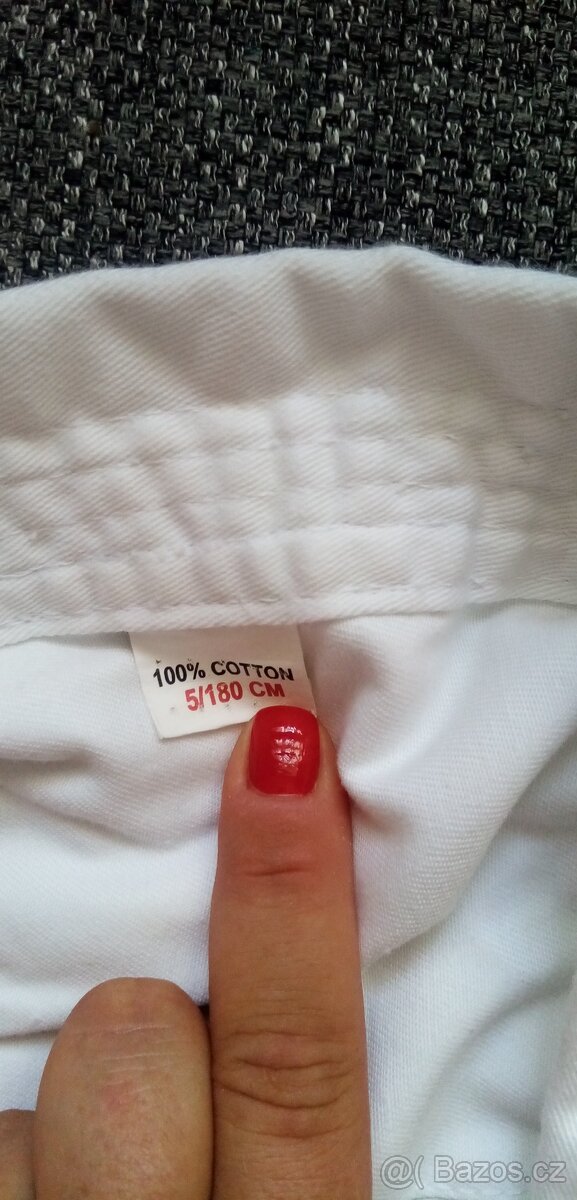 100% COTTON
5/180 CM
@( Bazos.cz